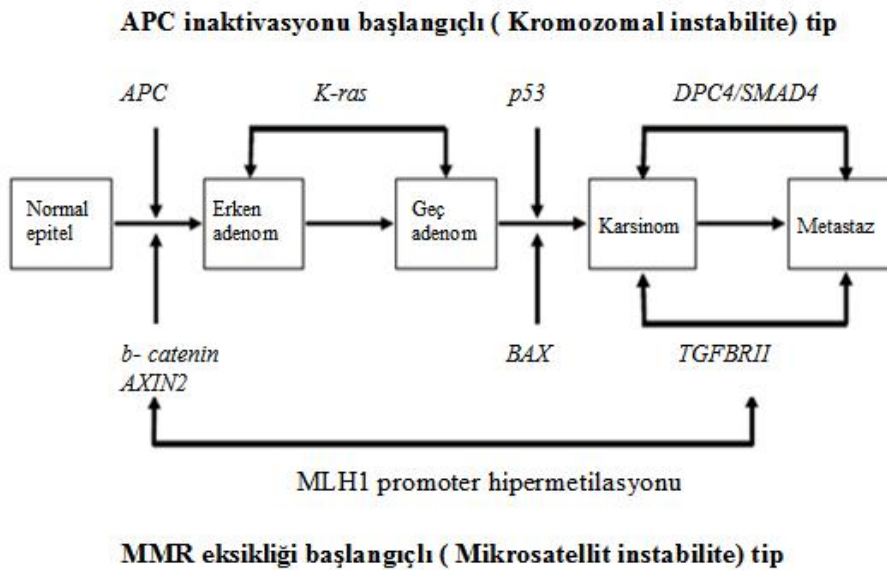 APC inaktivasyonu başlangıçlı ( Kromozomal instabilite) tip
APC
K-ras
p53
DPC4/SMAD4
Normal
epitel
Erken
adenom
Geç
adenom
Karsinom
Metastaz
b- catenin
AXIN2
BAX
TGFBRII
MLH1 promoter hipermetilasyonu
MMR eksikliği başlangıçlı ( Mikrosatellit instabilite) tip